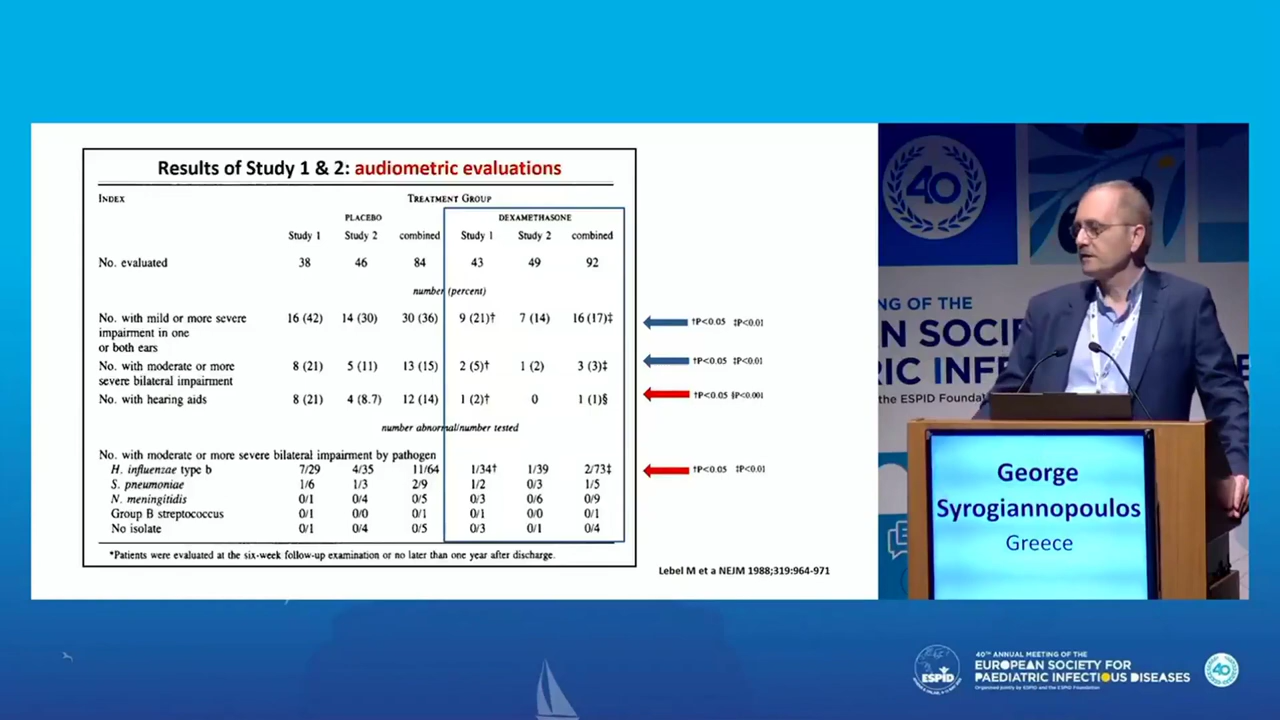 Results of Study 1 & 2: audiometric evaluations
INDEX TREATMENT GROUP
PLACEBO DEXAMETHASONE
Study 1 Study 2 combined Study 1 Study 2 combined
No. evaluated 38 46 84 43 49 92
number (percent)
No. with mild or more severe 16 (42) 14 (30) 30 (36) 9 (21)† 7 (14) 16 (17)‡
impairment in one
or both ears
No. with moderate or more 8 (21) 5 (11) 13 (15) 2 (5)† 1 (2) 3 (3)‡
severe bilateral impairment
No. with hearing aids 8 (21) 4 (8.7) 12 (14) 1 (2)† 0 1 (1)§
number abnormal/number tested
No. with moderate or more severe bilateral impairment by pathogen
H. influenzae type b 7/29 4/35 11/64 1/34† 1/39 2/73‡
S. pneumoniae 1/6 1/3 2/9 1/2 0/3 1/5
N. meningitidis 0/1 0/4 0/5 0/3 0/6 0/9
Group B streptococcus 0/1 0/0 0/1 0/1 0/0 0/1
No isolate 0/1 0/4 0/5 0/3 0/1 0/4
*Patients were evaluated at the six-week follow-up examination or no later than one year after discharge.
†P<0.05 ‡P<0.01
†P<0.05 ‡P<0.01
†P<0.05 §P<0.001
†P<0.05 ‡P<0.01
Lebel M et a NEJM 1988;319:964-971
40
NG OF THE
N SOCI
RIC INFE
the ESPID Foundat
George
Syrogiannopoulos
Greece
ESPID
40TH ANNUAL MEETING OF THE
EUROPEAN SOCIETY FOR
PAEDIATRIC INFECTIOUS DISEASES
Organised jointly by ESPID and the ESPID Foundation
40